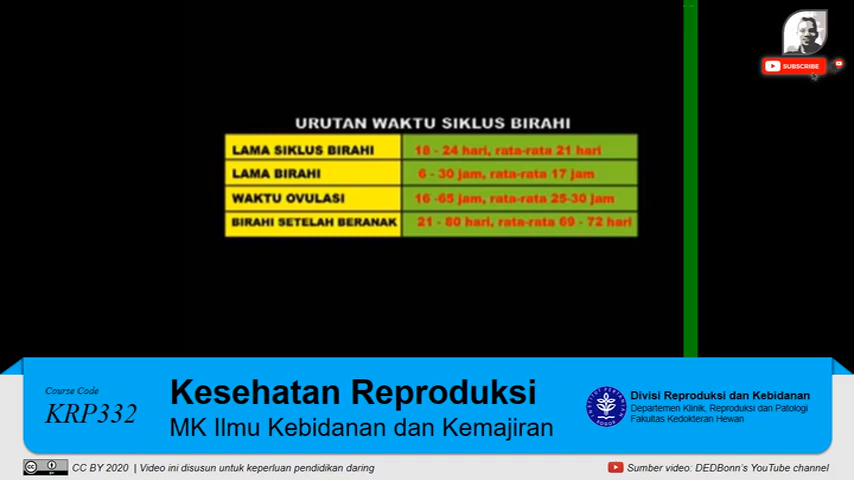 SUBSCRIBE
URUTAN WAKTU SIKLUS BIRAHI
LAMA SIKLUS BIRAHI 18 - 24 hari, rata-rata 21 hari
LAMA BIRAHI 6 - 30 jam, rata-rata 17 jam
WAKTU OVULASI 16 -65 jam, rata-rata 25-30 jam
BIRAHI SETELAH BERANAK 21 - 80 hari, rata-rata 69 - 72 hari
Course Code
KRP332
Kesehatan Reproduksi
MK Ilmu Kebidanan dan Kemajiran
INSTITUT PERTANIAN BOGOR
Divisi Reproduksi dan Kebidanan
Departemen Klinik, Reproduksi dan Patologi
Fakultas Kedokteran Hewan
CC BY 2020 | Video ini disusun untuk keperluan pendidikan daring
Sumber video: DEDBonn's YouTube channel